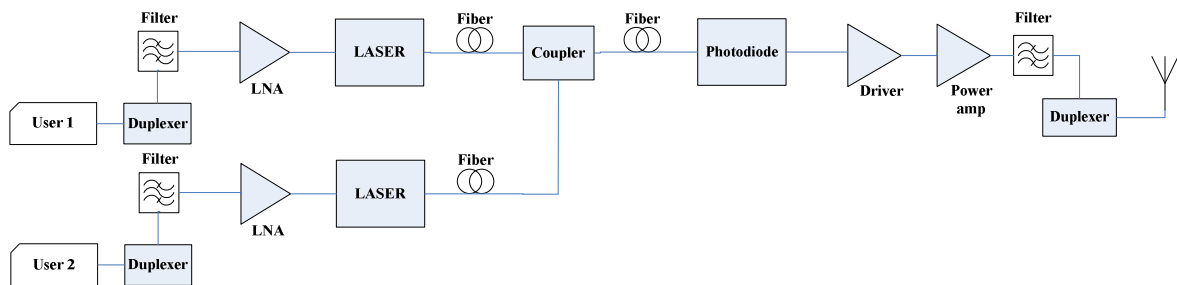 Filter
LNA
LASER
Fiber
Coupler
Fiber
Photodiode
Driver
Power
amp
Filter
Duplexer
User 1
Duplexer
Filter
LNA
LASER
Fiber
User 2
Duplexer